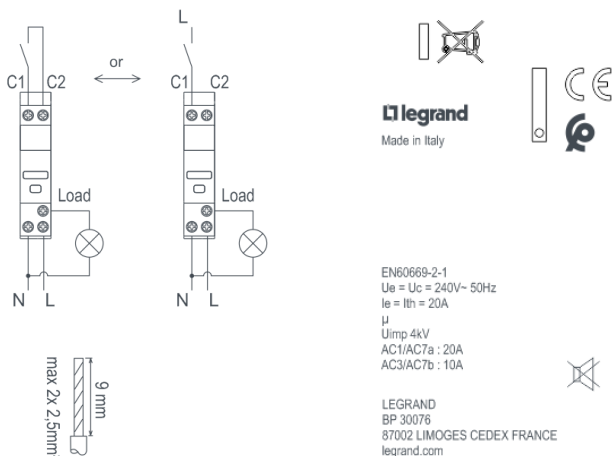 L
or
C1 C2
C1 C2
Load
Load
N L
N L
9 mm
max 2x 2,5mm
legrand
Made in Italy
CE
EN60669-2-1
Ue = Uc = 240V~ 50Hz
Ie = Ith = 20A
µ
Uimp 4kV
AC1/AC7a : 20A
AC3/AC7b : 10A
LEGRAND
BP 30076
87002 LIMOGES CEDEX FRANCE
legrand.com